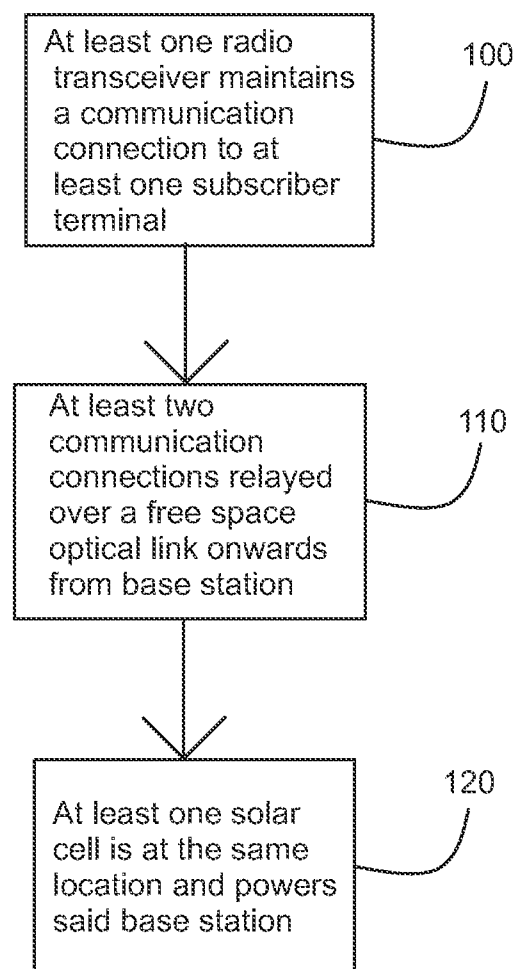 At least one radio
transceiver maintains
a communication
connection to at
least one subscriber
terminal
100
At least two
communication
connections relayed
over a free space
optical link onwards
from base station
110
At least one solar
cell is at the same
location and powers
said base station
120